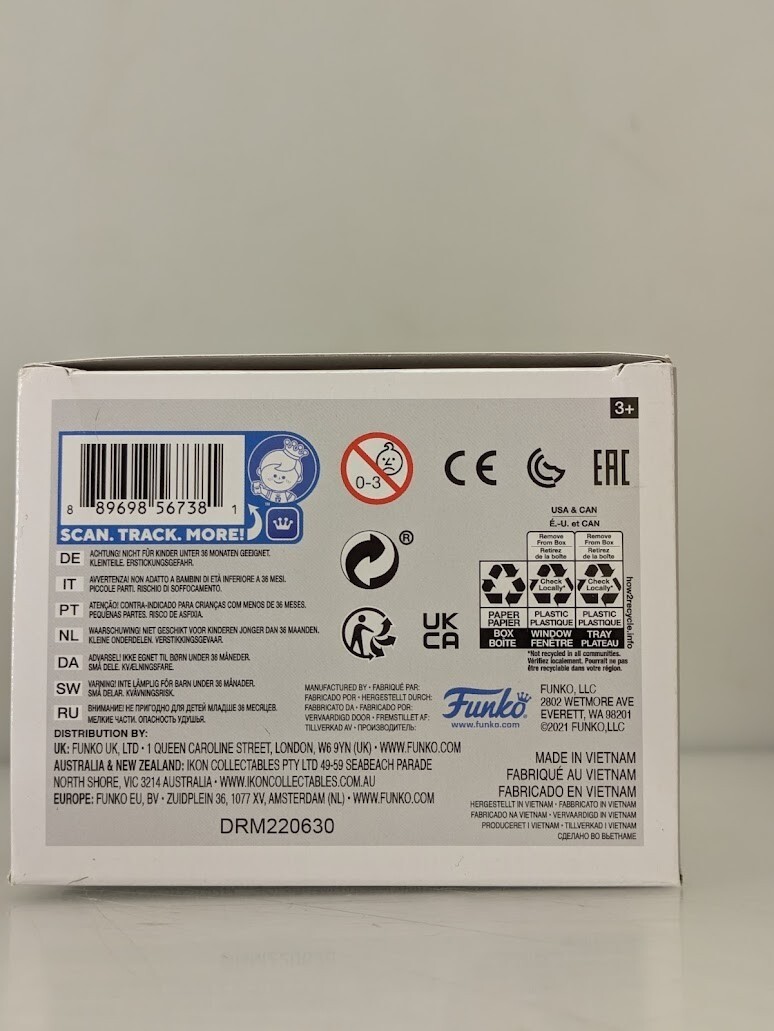 3+
8 89698 56738 1
SCAN. TRACK. MORE!
™
0-3
CE
EAC
®
UK
CA
USA & CAN
É.-U. et CAN
Remove
From Box
Retirez
de la boîte
Remove
From Box
Retirez
de la boîte
Check
Locally*
Check
Locally*
PAPER
PAPIER
BOX
BOÎTE
PLASTIC
PLASTIQUE
WINDOW
FENÊTRE
PLASTIC
PLASTIQUE
TRAY
PLATEAU
how2recycle.info
*Not recycled in all communities.
Vérifiez localement. Pourrait ne pas
être recyclable dans votre région.
DE ACHTUNG! NICHT FÜR KINDER UNTER 36 MONATEN GEEIGNET.
KLEINTEILE. ERSTICKUNGSGEFAHR.
IT AVVERTENZA! NON ADATTO A BAMBINI DI ETÀ INFERIORE A 36 MESI.
PICCOLE PARTI. RISCHIO DI SOFFOCAMENTO.
PT ATENÇÃO! CONTRA-INDICADO PARA CRIANÇAS COM MENOS DE 36 MESES.
PEQUENAS PARTES. RISCO DE ASFIXIA.
NL WAARSCHUWING! NIET GESCHIKT VOOR KINDEREN JONGER DAN 36 MAANDEN.
KLEINE ONDERDELEN. VERSTIKKINGSGEVAAR.
DA ADVARSEL! IKKE EGNET TIL BØRN UNDER 36 MÅNEDER.
SMÅ DELE. KVÆLNINGSFARE.
SW VARNING! INTE LÄMPLIG FÖR BARN UNDER 36 MÅNADER.
SMÅ DELAR. KVÄVNINGSRISK.
RU ВНИМАНИЕ! НЕ ПРИГОДНО ДЛЯ ДЕТЕЙ МЛАДШЕ 36 МЕСЯЦЕВ.
МЕЛКИЕ ЧАСТИ. ОПАСНОСТЬ УДУШЬЯ.
MANUFACTURED BY • FABRIQUÉ PAR:
FABRICADO POR • HERGESTELLT DURCH:
FABBRICATO DA • FABRICADO POR:
VERVAARDIGD DOOR • FREMSTILLET AF:
TILLVERKAD AV • ПРОИЗВОДИТЕЛЬ:
Funko
www.funko.com
FUNKO, LLC
2802 WETMORE AVE
EVERETT, WA 98201
©2021 FUNKO,LLC
DISTRIBUTION BY:
UK: FUNKO UK, LTD • 1 QUEEN CAROLINE STREET, LONDON, W6 9YN (UK) • WWW.FUNKO.COM
AUSTRALIA & NEW ZEALAND: IKON COLLECTABLES PTY LTD 49-59 SEABEACH PARADE
NORTH SHORE, VIC 3214 AUSTRALIA • WWW.IKONCOLLECTABLES.COM.AU
EUROPE: FUNKO EU, BV • ZUIDPLEIN 36, 1077 XV, AMSTERDAM (NL) • WWW.FUNKO.COM
DRM220630
MADE IN VIETNAM
FABRIQUÉ AU VIETNAM
FABRICADO EN VIETNAM
HERGESTELLT IN VIETNAM • FABBRICATO IN VIETNAM
FABRICADO NA VIETNAM • VERVAARDIGD IN VIETNAM
PRODUCERET I VIETNAM • TILLVERKAD I VIETNAM
СДЕЛАНО ВО ВЬЕТНАМЕ